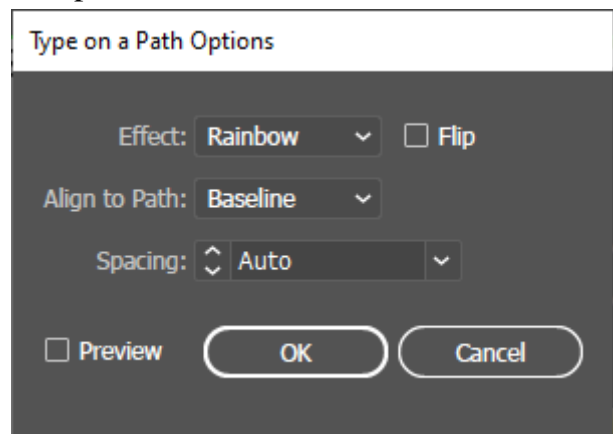 Type on a Path Options
Effect: Rainbow Flip
Align to Path: Baseline
Spacing: Auto
Preview OK Cancel